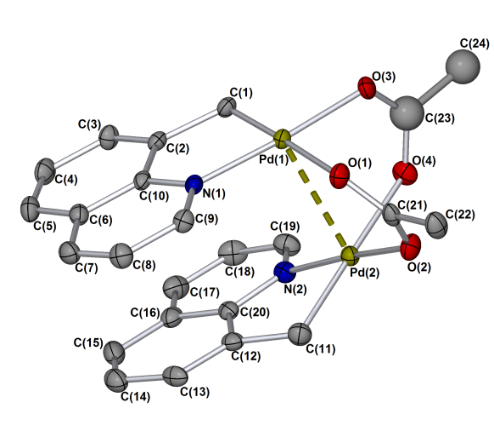 C(24)
O(3)
C(1)
C(23)
C(3)
C(2)
Pd(1)
O(1)
O(4)
C(4)
C(10)
N(1)
C(21)
C(22)
C(5)
C(6)
C(9)
C(19)
C(7)
C(8)
C(18)
O(2)
Pd(2)
N(2)
C(17)
C(16)
C(20)
C(15)
C(12)
C(11)
C(14)
C(13)